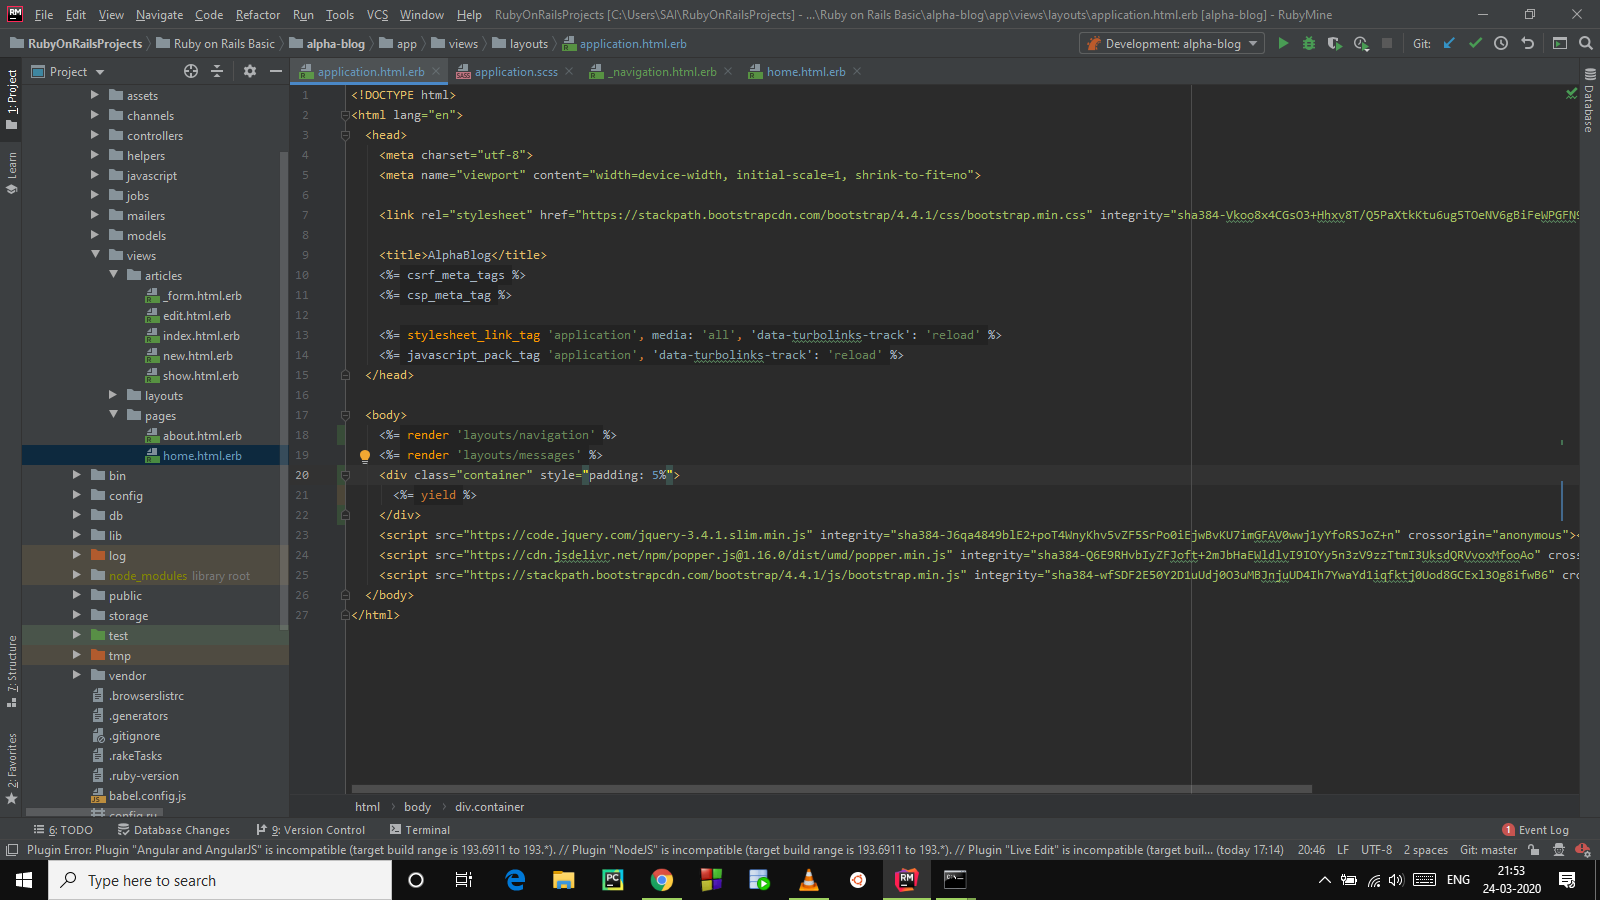 File Edit View Navigate Code Refactor Run Tools VCS Window Help RubyOnRailsProjects [C:\Users\SAI\RubyOnRailsProjects] - ...\Ruby on Rails Basic\alpha-blog\app\views\layouts\application.html.erb [alpha-blog] - RubyMine
RubyOnRailsProjects Ruby on Rails Basic alpha-blog app views layouts application.html.erb Development: alpha-blog Git:
Project application.html.erb application.scss _navigation.html.erb home.html.erb
1: Project
Learn
7: Structure
2: Favorites
Database
assets
channels
controllers
helpers
javascript
jobs
mailers
models
views
articles
_form.html.erb
edit.html.erb
index.html.erb
new.html.erb
show.html.erb
layouts
pages
about.html.erb
home.html.erb
bin
config
db
lib
log
node_modules library root
public
storage
test
tmp
vendor
.browserslistrc
.generators
.gitignore
.rakeTasks
.ruby-version
babel.config.js
config.ru
1 <!DOCTYPE html>
2 <html lang="en">
3 <head>
4 <meta charset="utf-8">
5 <meta name="viewport" content="width=device-width, initial-scale=1, shrink-to-fit=no">
6
7 <link rel="stylesheet" href="https://stackpath.bootstrapcdn.com/bootstrap/4.4.1/css/bootstrap.min.css" integrity="sha384-Vkoo8x4CGsO3+Hhxv8T/Q5PaXtkKtu6ug5TOeNV6gBiFeWPGFN9
8
9 <title>AlphaBlog</title>
10 <%= csrf_meta_tags %>
11 <%= csp_meta_tag %>
12
13 <%= stylesheet_link_tag 'application', media: 'all', 'data-turbolinks-track': 'reload' %>
14 <%= javascript_pack_tag 'application', 'data-turbolinks-track': 'reload' %>
15 </head>
16
17 <body>
18 <%= render 'layouts/navigation' %>
19 <%= render 'layouts/messages' %>
20 <div class="container" style="padding: 5%">
21 <%= yield %>
22 </div>
23 <script src="https://code.jquery.com/jquery-3.4.1.slim.min.js" integrity="sha384-J6qa4849blE2+poT4WnyKhv5vZF5SrPo0iEjwBvKU7imGFAV0wwj1yYfoRSJoZ+n" crossorigin="anonymous"><
24 <script src="https://cdn.jsdelivr.net/npm/popper.js@1.16.0/dist/umd/popper.min.js" integrity="sha384-Q6E9RHvbIyZFJoft+2mJbHaEWldlvI9IOYy5n3zV9zzTtmI3UksdQRVvoxMfooAo" cross
25 <script src="https://stackpath.bootstrapcdn.com/bootstrap/4.4.1/js/bootstrap.min.js" integrity="sha384-wfSDF2E50Y2D1uUdj0O3uMBJnjuUD4Ih7YwaYd1iqfktj0Uod8GCExl3Og8ifwB6" cro
26 </body>
27 </html>
html body div.container
6: TODO Database Changes 9: Version Control Terminal 1 Event Log
Plugin Error: Plugin "Angular and AngularJS" is incompatible (target build range is 193.6911 to 193.*). // Plugin "NodeJS" is incompatible (target build range is 193.6911 to 193.*). // Plugin "Live Edit" is incompatible (target buil... (today 17:14) 20:46 LF UTF-8 2 spaces Git: master
Type here to search ENG 21:53
24-03-2020